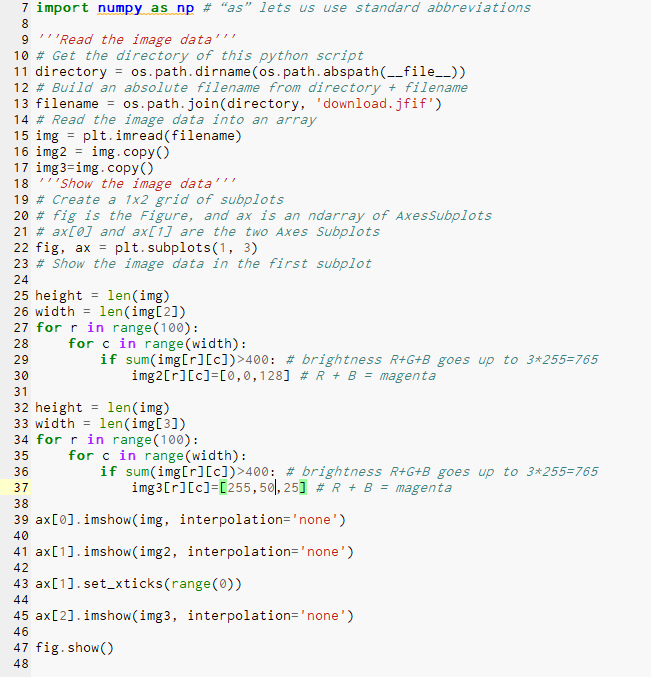 7 import numpy as np # “as” lets us use standard abbreviations
8
9 '''Read the image data'''
10 # Get the directory of this python script
11 directory = os.path.dirname(os.path.abspath(__file__))
12 # Build an absolute filename from directory + filename
13 filename = os.path.join(directory, 'download.jfif')
14 # Read the image data into an array
15 img = plt.imread(filename)
16 img2 = img.copy()
17 img3=img.copy()
18 '''Show the image data'''
19 # Create a 1x2 grid of subplots
20 # fig is the Figure, and ax is an ndarray of AxesSubplots
21 # ax[0] and ax[1] are the two Axes Subplots
22 fig, ax = plt.subplots(1, 3)
23 # Show the image data in the first subplot
24
25 height = len(img)
26 width = len(img[2])
27 for r in range(100):
28     for c in range(width):
29         if sum(img[r][c])>400: # brightness R+G+B goes up to 3*255=765
30             img2[r][c]=[0,0,128] # R + B = magenta
31
32 height = len(img)
33 width = len(img[3])
34 for r in range(100):
35     for c in range(width):
36         if sum(img[r][c])>400: # brightness R+G+B goes up to 3*255=765
37             img3[r][c]=[255,50,25] # R + B = magenta
38
39 ax[0].imshow(img, interpolation='none')
40
41 ax[1].imshow(img2, interpolation='none')
42
43 ax[1].set_xticks(range(0))
44
45 ax[2].imshow(img3, interpolation='none')
46
47 fig.show()
48